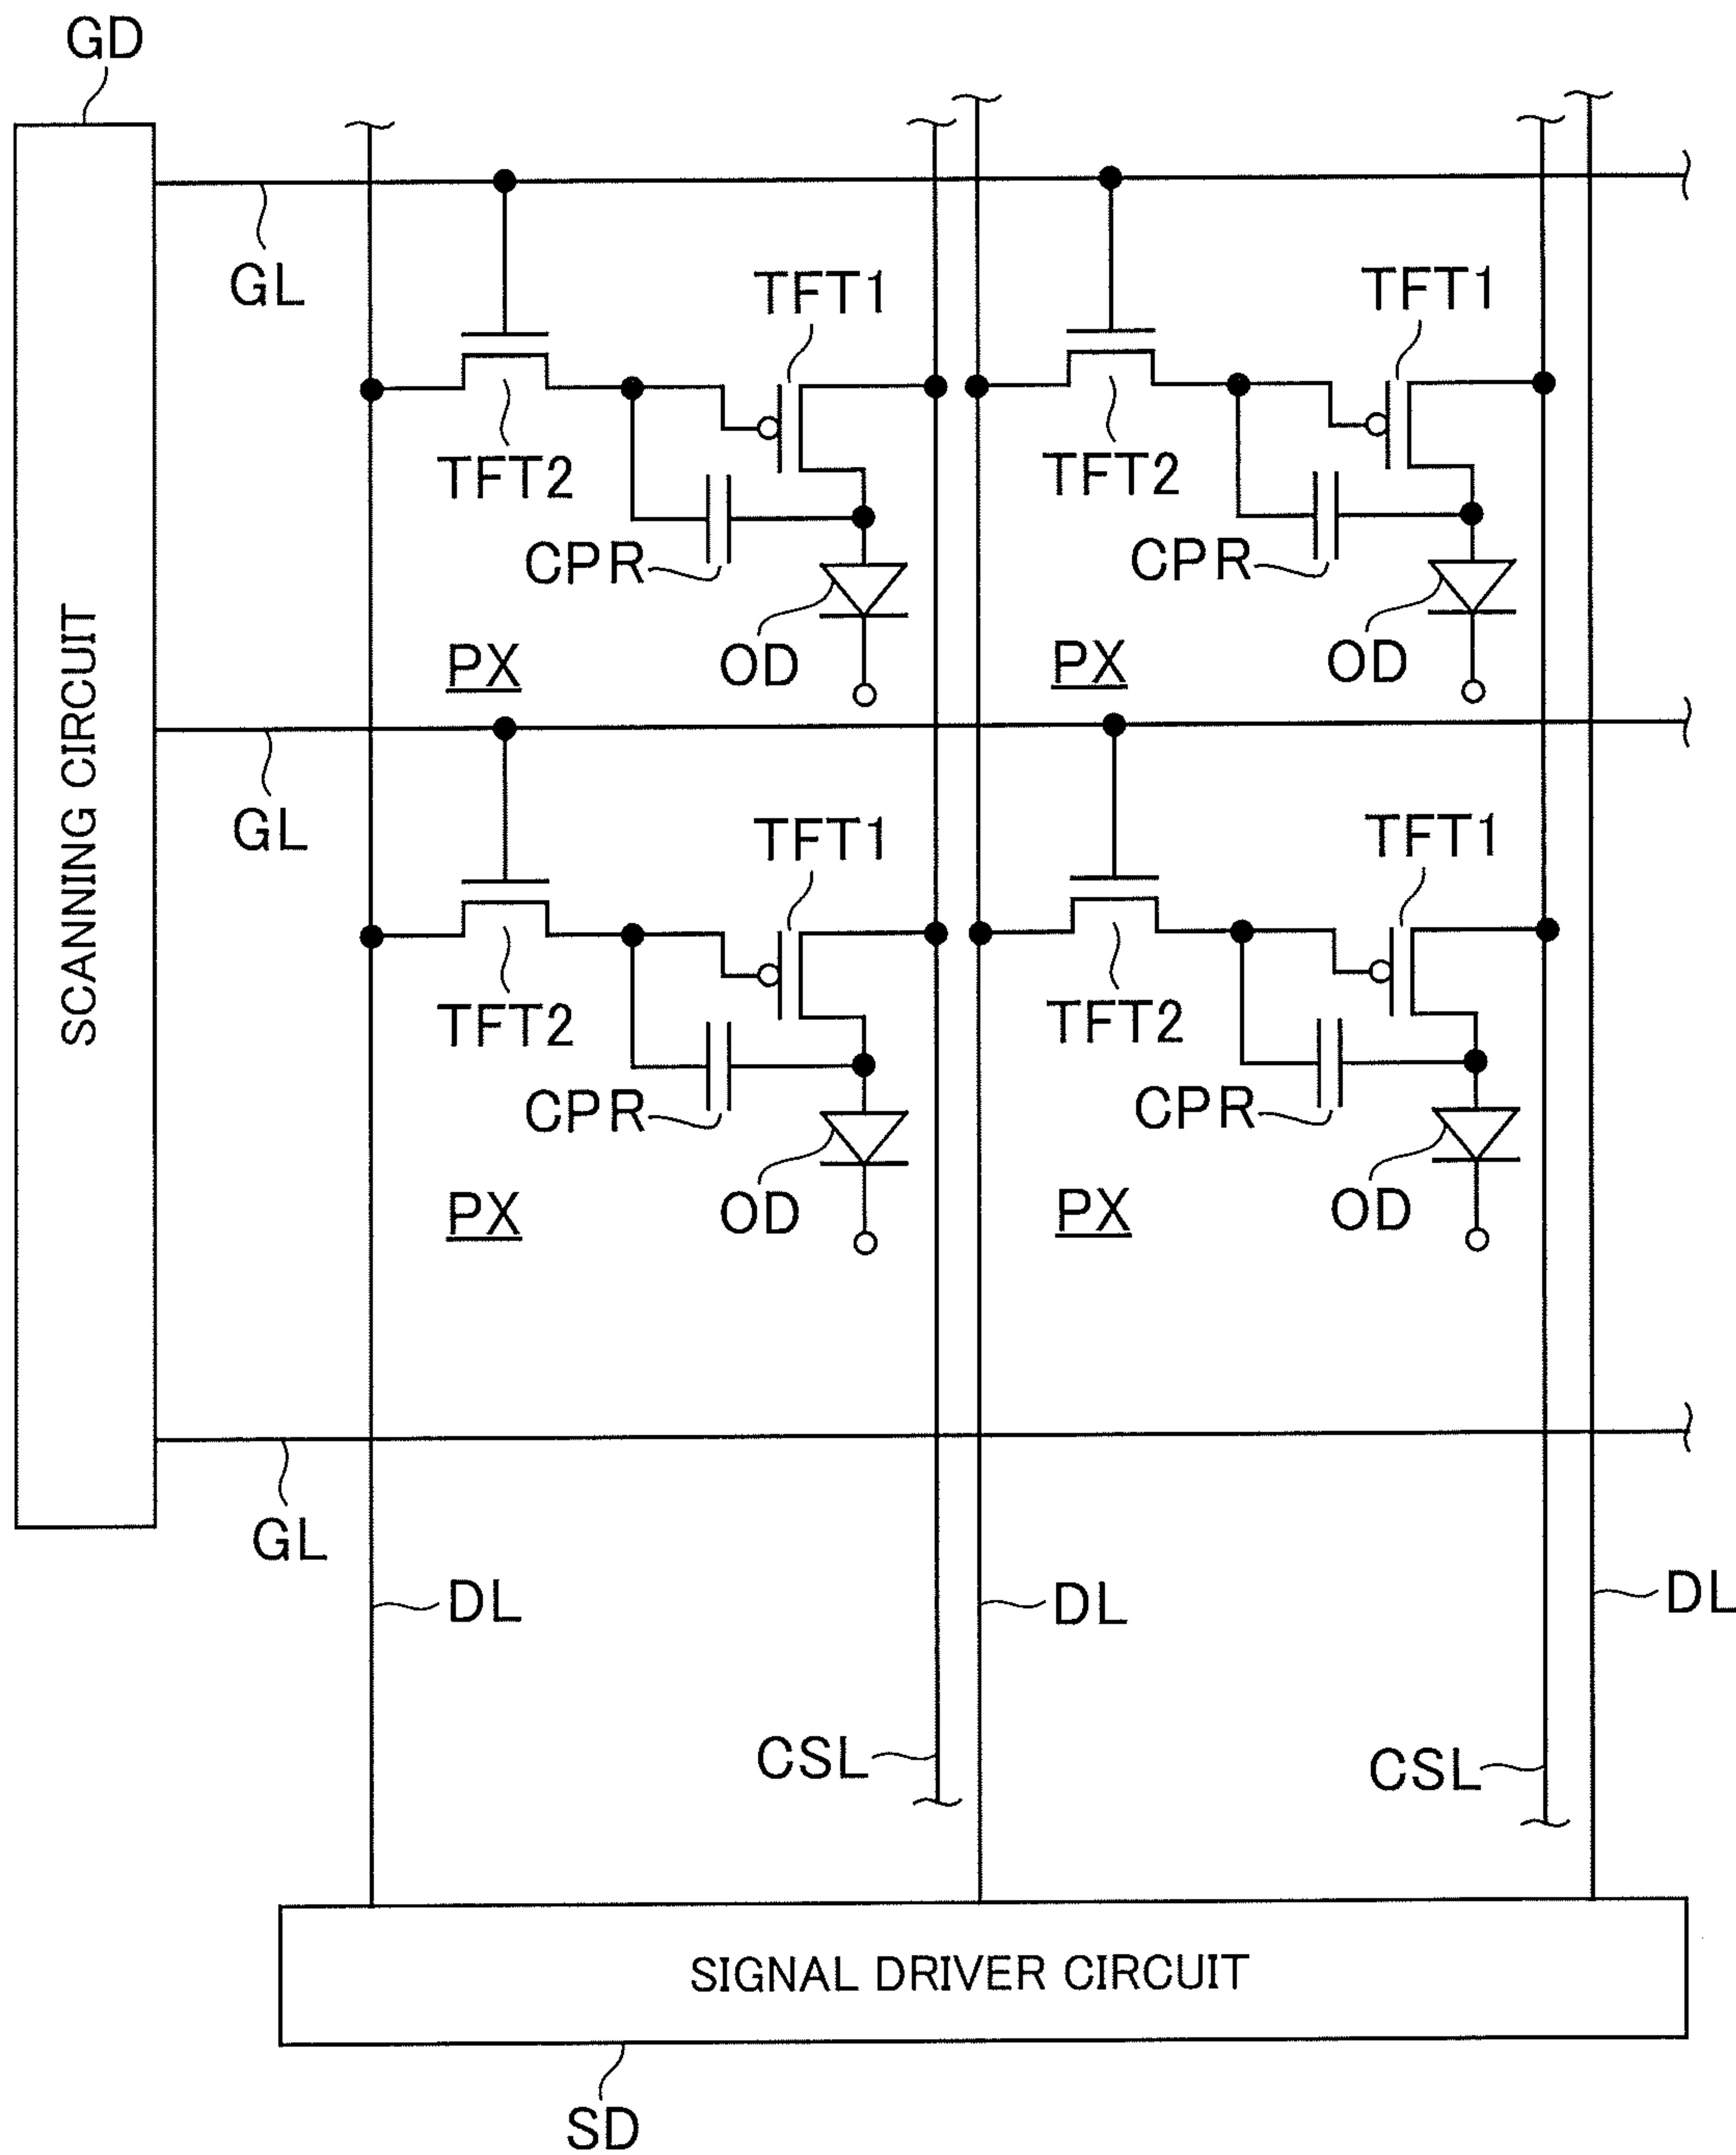 GD
GL
TFT1
TFT1
TFT2
TFT2
CPR
CPR
OD
OD
PX
PX
SCANNING CIRCUIT
GL
TFT1
TFT1
TFT2
TFT2
CPR
CPR
OD
OD
PX
PX
GL
DL
DL
DL
CSL
CSL
SIGNAL DRIVER CIRCUIT
SD